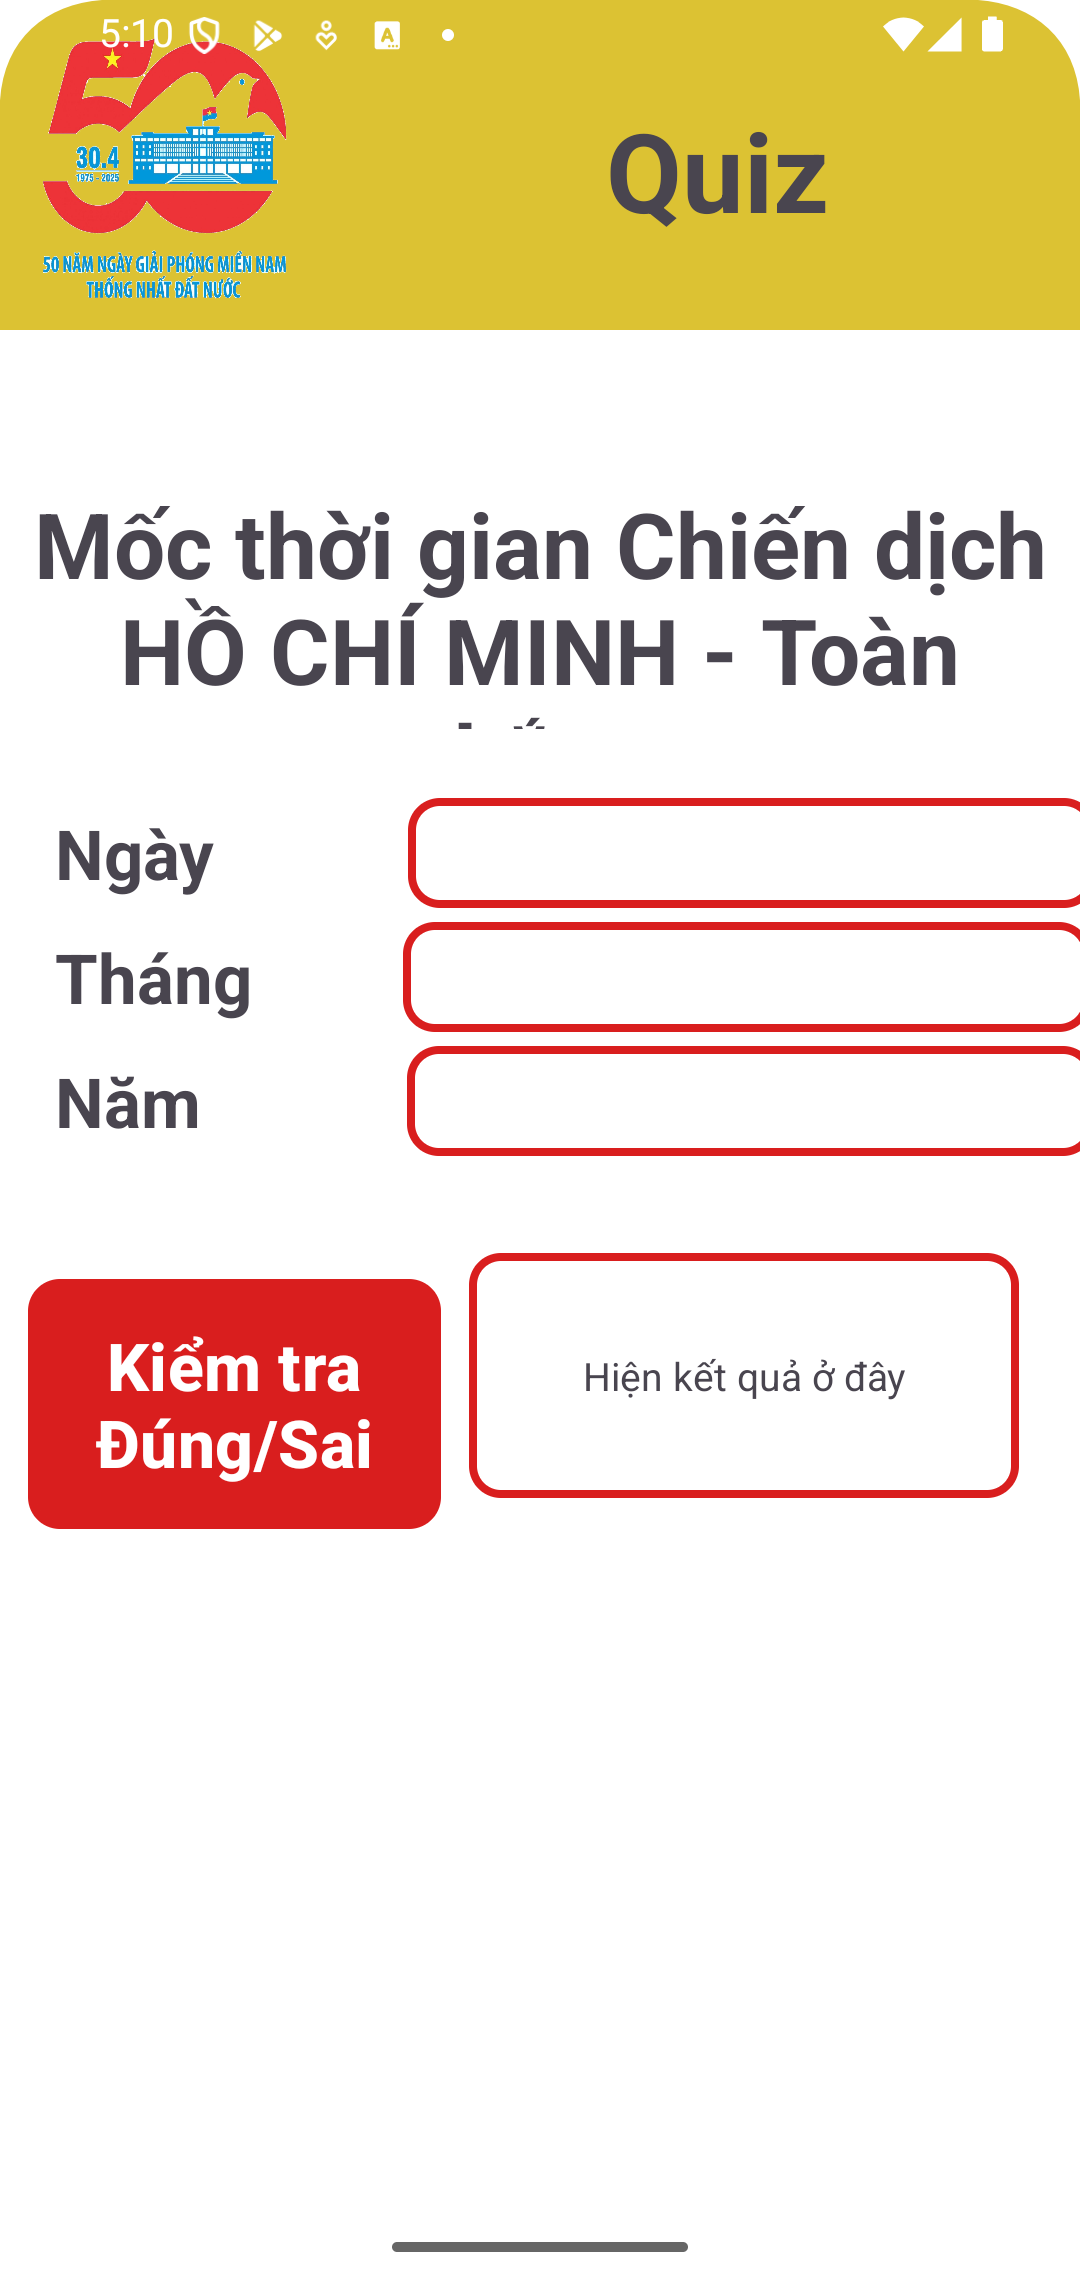 5:10
30.4
1975 - 2025
50 NĂM NGÀY GIẢI PHÓNG MIỀN NAM
THỐNG NHẤT ĐẤT NƯỚC
Quiz
Mốc thời gian Chiến dịch
HỒ CHÍ MINH - Toàn
Ngày
Tháng
Năm
Kiểm tra
Đúng/Sai
Hiện kết quả ở đây